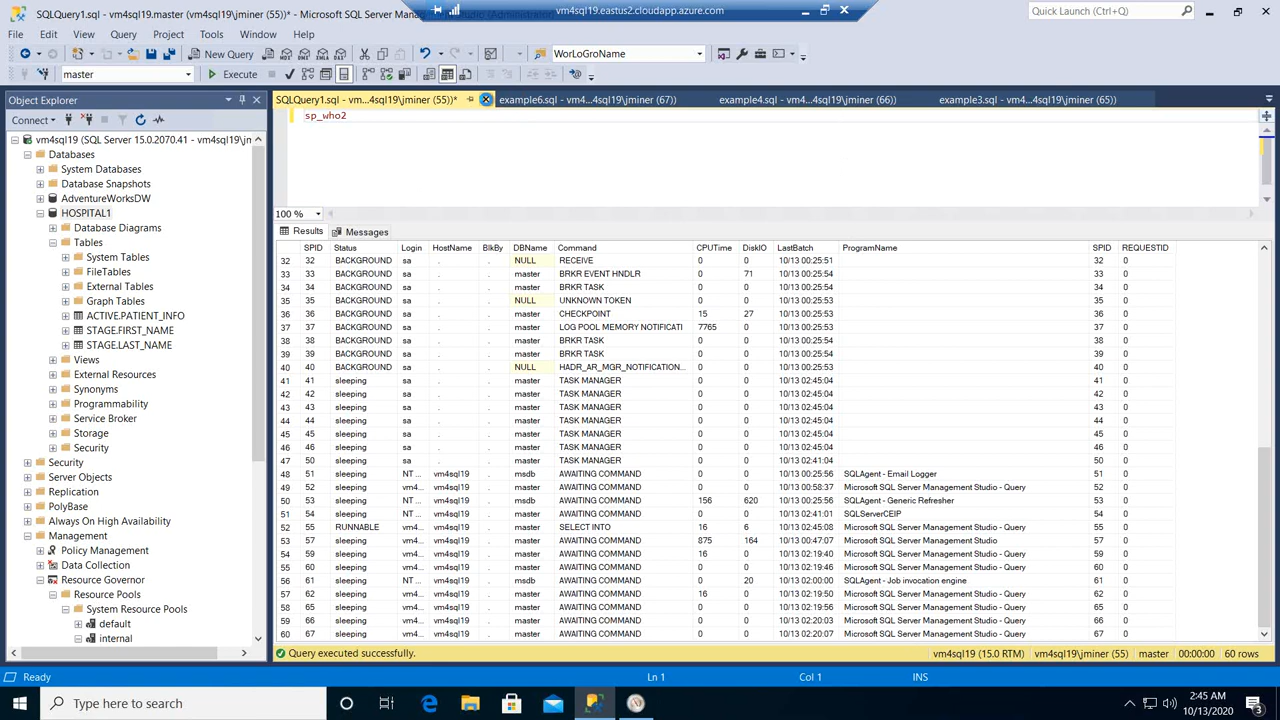 SQLQuery1.sql - vm4sql19.master (vm4sql19\jminer (55))* - Microsoft SQL Server Man
vm4sql19.eastus2.cloudapp.azure.com
Quick Launch (Ctrl+Q)
File Edit View Query Project Tools Window Help
New Query WorLoGroName
master Execute
Object Explorer
SQLQuery1.sql - vm...4sql19\jminer (55))* example6.sql - vm4...4sql19\jminer (67)) example4.sql - vm4...4sql19\jminer (66)) example3.sql - vm4...4sql19\jminer (65))
Connect
sp_who2
vm4sql19 (SQL Server 15.0.2070.41 - vm4sql19\jm
Databases
System Databases
Database Snapshots
AdventureWorksDW
HOSPITAL1
Database Diagrams
Tables
System Tables
FileTables
External Tables
Graph Tables
ACTIVE.PATIENT_INFO
STAGE.FIRST_NAME
STAGE.LAST_NAME
Views
External Resources
Synonyms
Programmability
Service Broker
Storage
Security
Security
Server Objects
Replication
PolyBase
Always On High Availability
Management
Policy Management
Data Collection
Resource Governor
Resource Pools
System Resource Pools
default
internal
100 %
Results Messages
SPID Status Login HostName BlkBy DBName Command CPUTime DiskIO LastBatch ProgramName SPID REQUESTID
32 32 BACKGROUND sa . . NULL RECEIVE 0 0 10/13 00:25:51 32 0
33 33 BACKGROUND sa . . master BRKR EVENT HNDLR 0 71 10/13 00:25:54 33 0
34 34 BACKGROUND sa . . master BRKR TASK 0 0 10/13 00:25:54 34 0
35 35 BACKGROUND sa . . NULL UNKNOWN TOKEN 0 0 10/13 00:25:53 35 0
36 36 BACKGROUND sa . . master CHECKPOINT 15 27 10/13 00:25:53 36 0
37 37 BACKGROUND sa . . master LOG POOL MEMORY NOTIFICATI 7765 0 10/13 00:25:53 37 0
38 38 BACKGROUND sa . . master BRKR TASK 0 0 10/13 00:25:54 38 0
39 39 BACKGROUND sa . . master BRKR TASK 0 0 10/13 00:25:54 39 0
40 40 BACKGROUND sa . . NULL HADR_AR_MGR_NOTIFICATION... 0 0 10/13 00:25:53 40 0
41 41 sleeping sa . . master TASK MANAGER 0 0 10/13 02:45:04 41 0
42 42 sleeping sa . . master TASK MANAGER 0 0 10/13 02:45:04 42 0
43 43 sleeping sa . . master TASK MANAGER 0 0 10/13 02:45:04 43 0
44 44 sleeping sa . . master TASK MANAGER 0 0 10/13 02:45:04 44 0
45 45 sleeping sa . . master TASK MANAGER 0 0 10/13 02:45:04 45 0
46 46 sleeping sa . . master TASK MANAGER 0 0 10/13 02:45:04 46 0
47 50 sleeping sa . . master TASK MANAGER 0 0 10/13 02:41:04 50 0
48 51 sleeping NT ... vm4sql19 . msdb AWAITING COMMAND 0 0 10/13 00:25:56 SQLAgent - Email Logger 51 0
49 52 sleeping vm4... vm4sql19 . master AWAITING COMMAND 0 0 10/13 00:58:37 Microsoft SQL Server Management Studio - Query 52 0
50 53 sleeping NT ... vm4sql19 . msdb AWAITING COMMAND 156 620 10/13 00:25:56 SQLAgent - Generic Refresher 53 0
51 54 sleeping NT ... vm4sql19 . master AWAITING COMMAND 0 0 10/13 02:41:01 SQLServerCEIP 54 0
52 55 RUNNABLE vm4... vm4sql19 . master SELECT INTO 16 6 10/13 02:45:08 Microsoft SQL Server Management Studio - Query 55 0
53 57 sleeping vm4... vm4sql19 . master AWAITING COMMAND 875 164 10/13 00:47:07 Microsoft SQL Server Management Studio 57 0
54 59 sleeping vm4... vm4sql19 . master AWAITING COMMAND 16 0 10/13 02:19:40 Microsoft SQL Server Management Studio - Query 59 0
55 60 sleeping vm4... vm4sql19 . master AWAITING COMMAND 0 0 10/13 02:19:46 Microsoft SQL Server Management Studio - Query 60 0
56 61 sleeping NT ... vm4sql19 . msdb AWAITING COMMAND 0 20 10/13 02:00:00 SQLAgent - Job invocation engine 61 0
57 62 sleeping vm4... vm4sql19 . master AWAITING COMMAND 16 0 10/13 02:19:50 Microsoft SQL Server Management Studio - Query 62 0
58 65 sleeping vm4... vm4sql19 . master AWAITING COMMAND 0 0 10/13 02:19:56 Microsoft SQL Server Management Studio - Query 65 0
59 66 sleeping vm4... vm4sql19 . master AWAITING COMMAND 0 0 10/13 02:20:03 Microsoft SQL Server Management Studio - Query 66 0
60 67 sleeping vm4... vm4sql19 . master AWAITING COMMAND 0 0 10/13 02:20:07 Microsoft SQL Server Management Studio - Query 67 0
Query executed successfully. vm4sql19 (15.0 RTM) vm4sql19\jminer (55) master 00:00:00 60 rows
Ready Ln 1 Col 1 INS
Type here to search
2:45 AM
10/13/2020
3